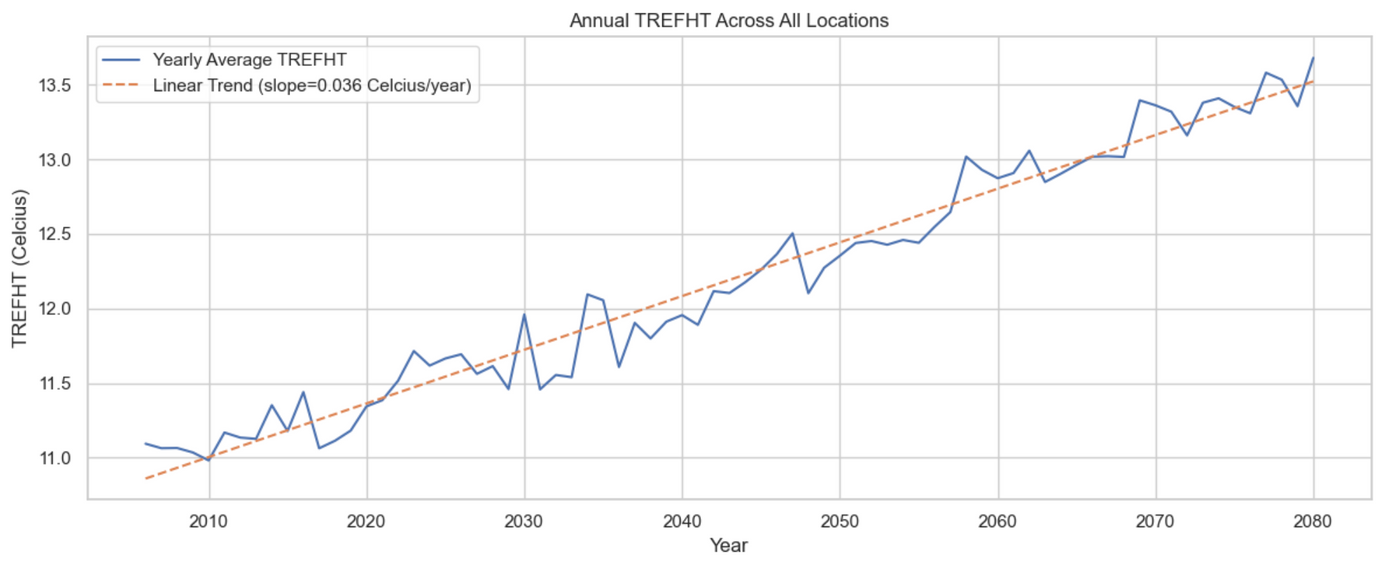 Annual TREFHT Across All Locations
Yearly Average TREFHT
Linear Trend (slope=0.036 Celcius/year)
TREFHT (Celcius)
13.5
13.0
12.5
12.0
11.5
11.0
2010 2020 2030 2040 2050 2060 2070 2080
Year